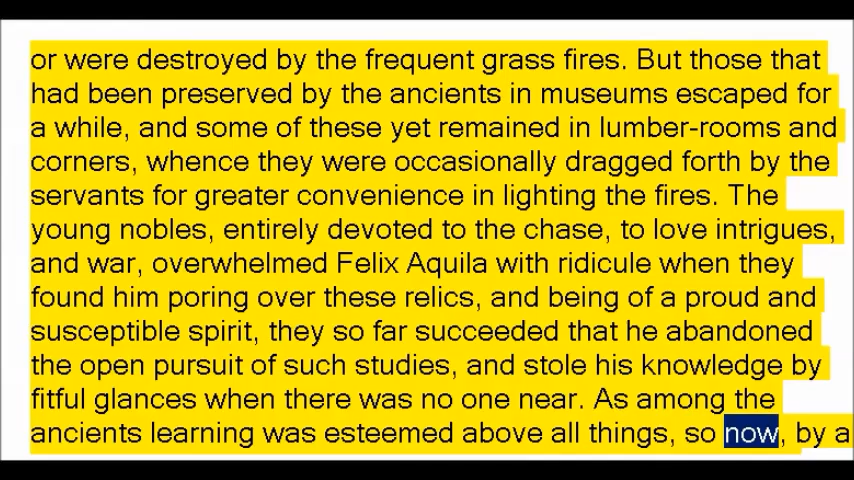 or were destroyed by the frequent grass fires. But those that
had been preserved by the ancients in museums escaped for
a while, and some of these yet remained in lumber-rooms and
corners, whence they were occasionally dragged forth by the
servants for greater convenience in lighting the fires. The
young nobles, entirely devoted to the chase, to love intrigues,
and war, overwhelmed Felix Aquila with ridicule when they
found him poring over these relics, and being of a proud and
susceptible spirit, they so far succeeded that he abandoned
the open pursuit of such studies, and stole his knowledge by
fitful glances when there was no one near. As among the
ancients learning was esteemed above all things, so now, by a